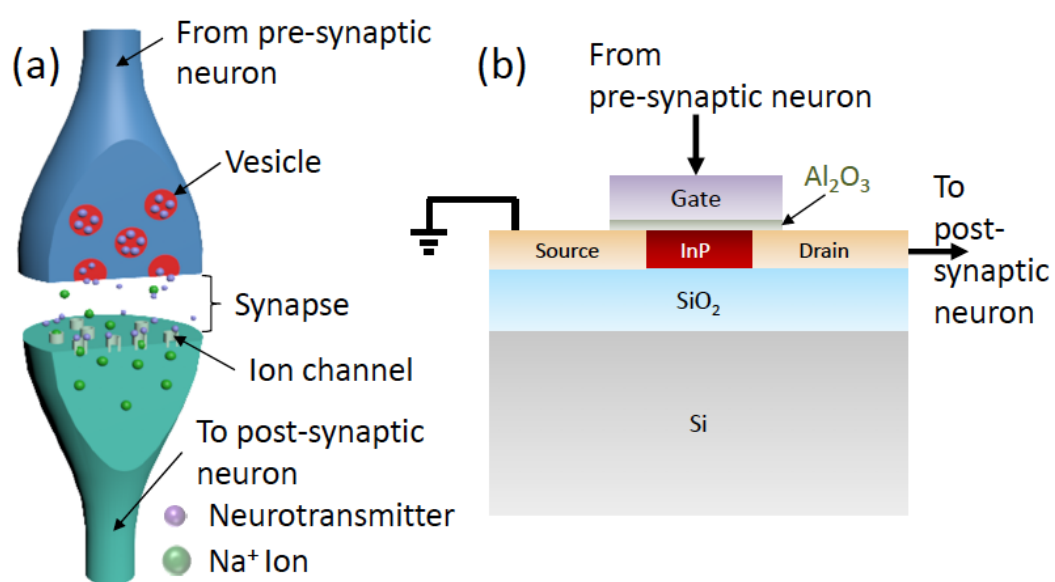 (a)
From pre-synaptic
neuron
Vesicle
Synapse
Ion channel
To post-synaptic
neuron
Neurotransmitter
Na⁺ Ion
(b)
From
pre-synaptic neuron
Al₂O₃
Gate
Source
InP
Drain
To
post-
synaptic
neuron
SiO₂
Si